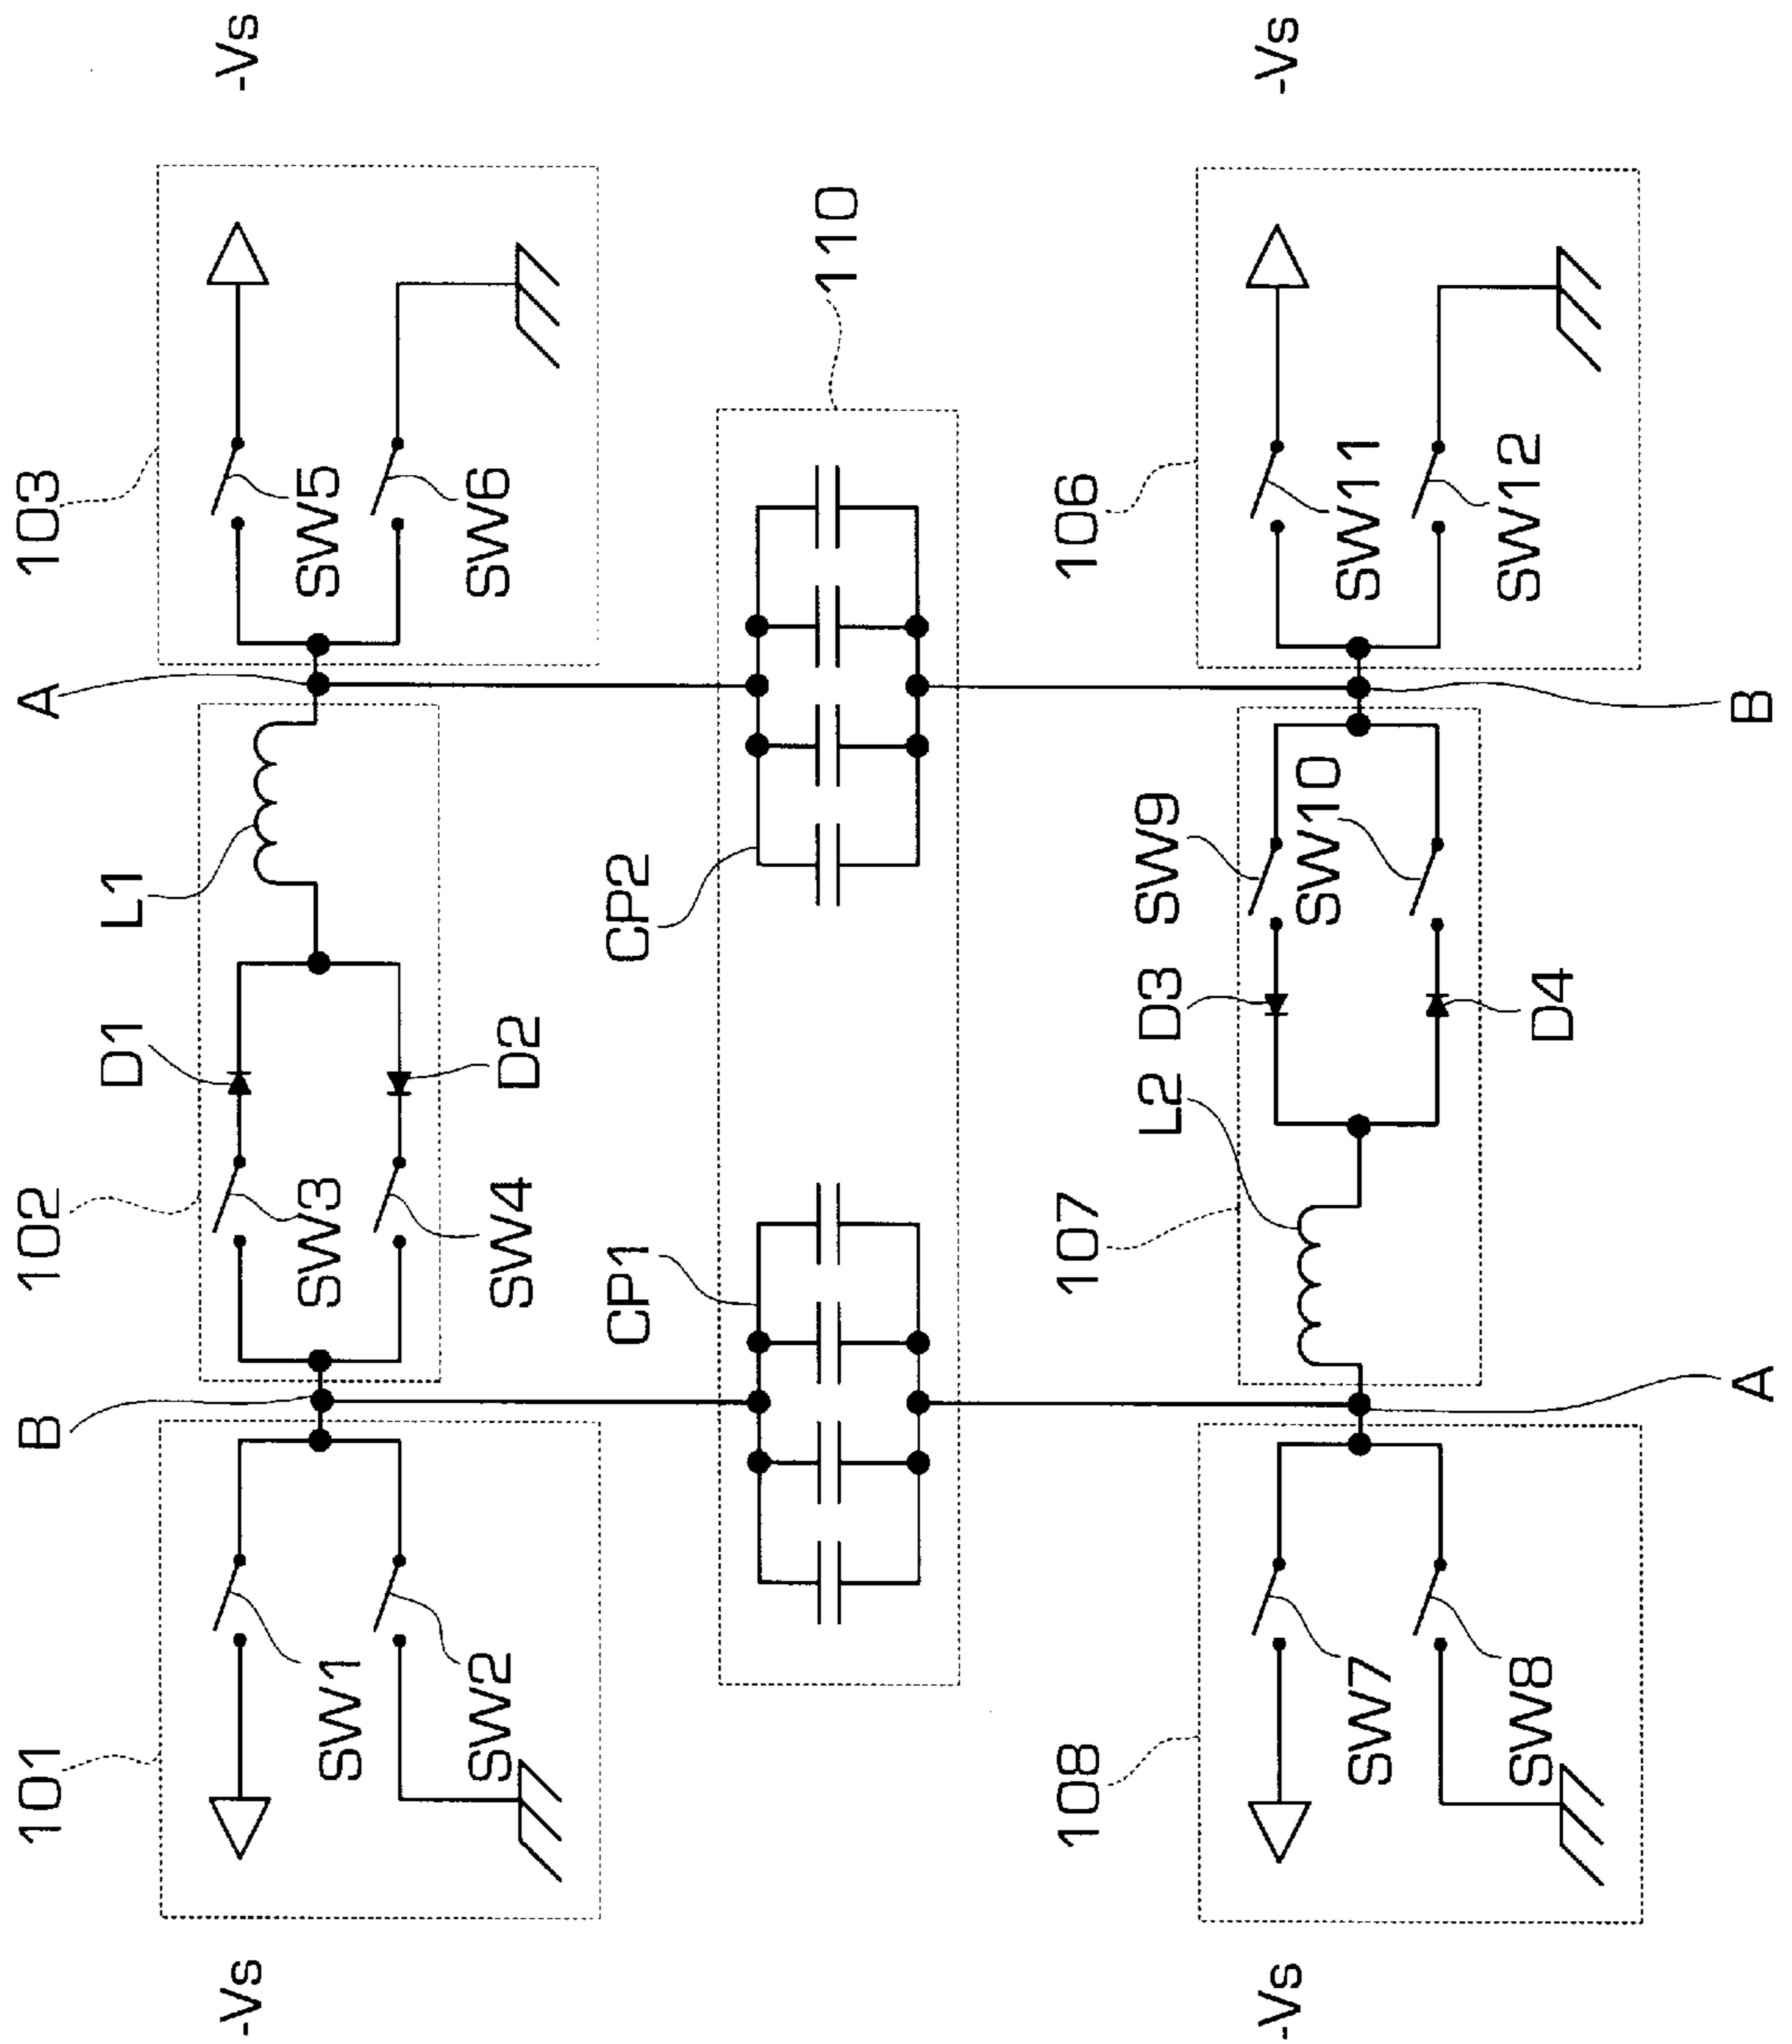 101
B
102
A
103
D1
L1
-Vs
-Vs
SW1
SW3
SW5
SW2
SW4
D2
SW6
CP1
CP2
110
108
107
106
L2
D3
SW9
-Vs
SW10
-Vs
SW7
SW11
SW8
D4
SW12
A
B